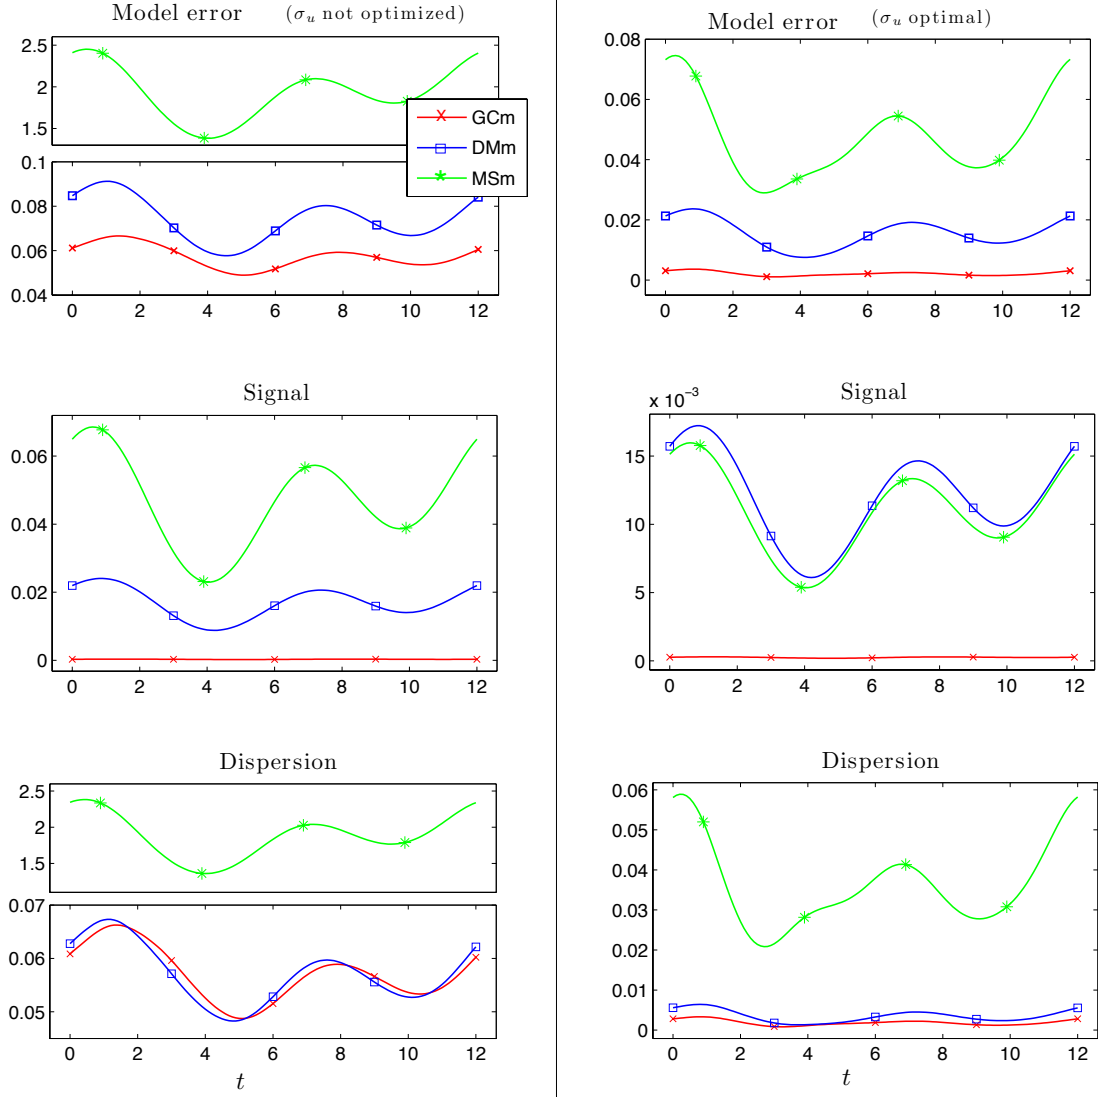 Model error (σᵤ not optimized)
2.5
2
1.5
GCm
DMm
MSm
0.1
0.08
0.06
0.04
0 2 4 6 8 10 12
Signal
0.06
0.04
0.02
0
0 2 4 6 8 10 12
Dispersion
2.5
2
1.5
0.07
0.06
0.05
0 2 4 6 8 10 12
t
Model error (σᵤ optimal)
0.08
0.06
0.04
0.02
0
0 2 4 6 8 10 12
Signal
x 10⁻³
15
10
5
0
0 2 4 6 8 10 12
Dispersion
0.06
0.05
0.04
0.03
0.02
0.01
0
0 2 4 6 8 10 12
t